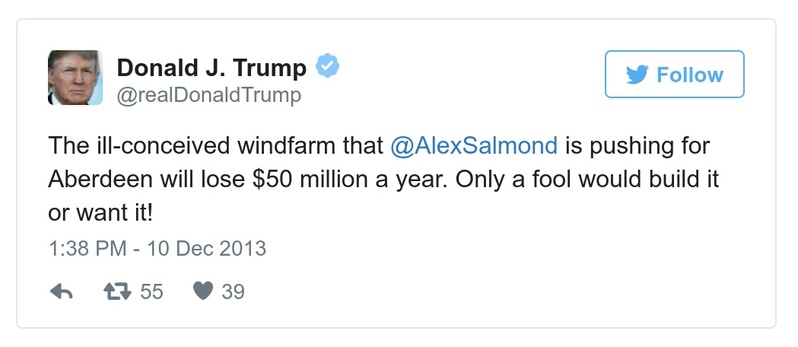 Donald J. Trump
@realDonaldTrump
Follow
The ill-conceived windfarm that @AlexSalmond is pushing for
Aberdeen will lose $50 million a year. Only a fool would build it
or want it!
1:38 PM - 10 Dec 2013
55 39